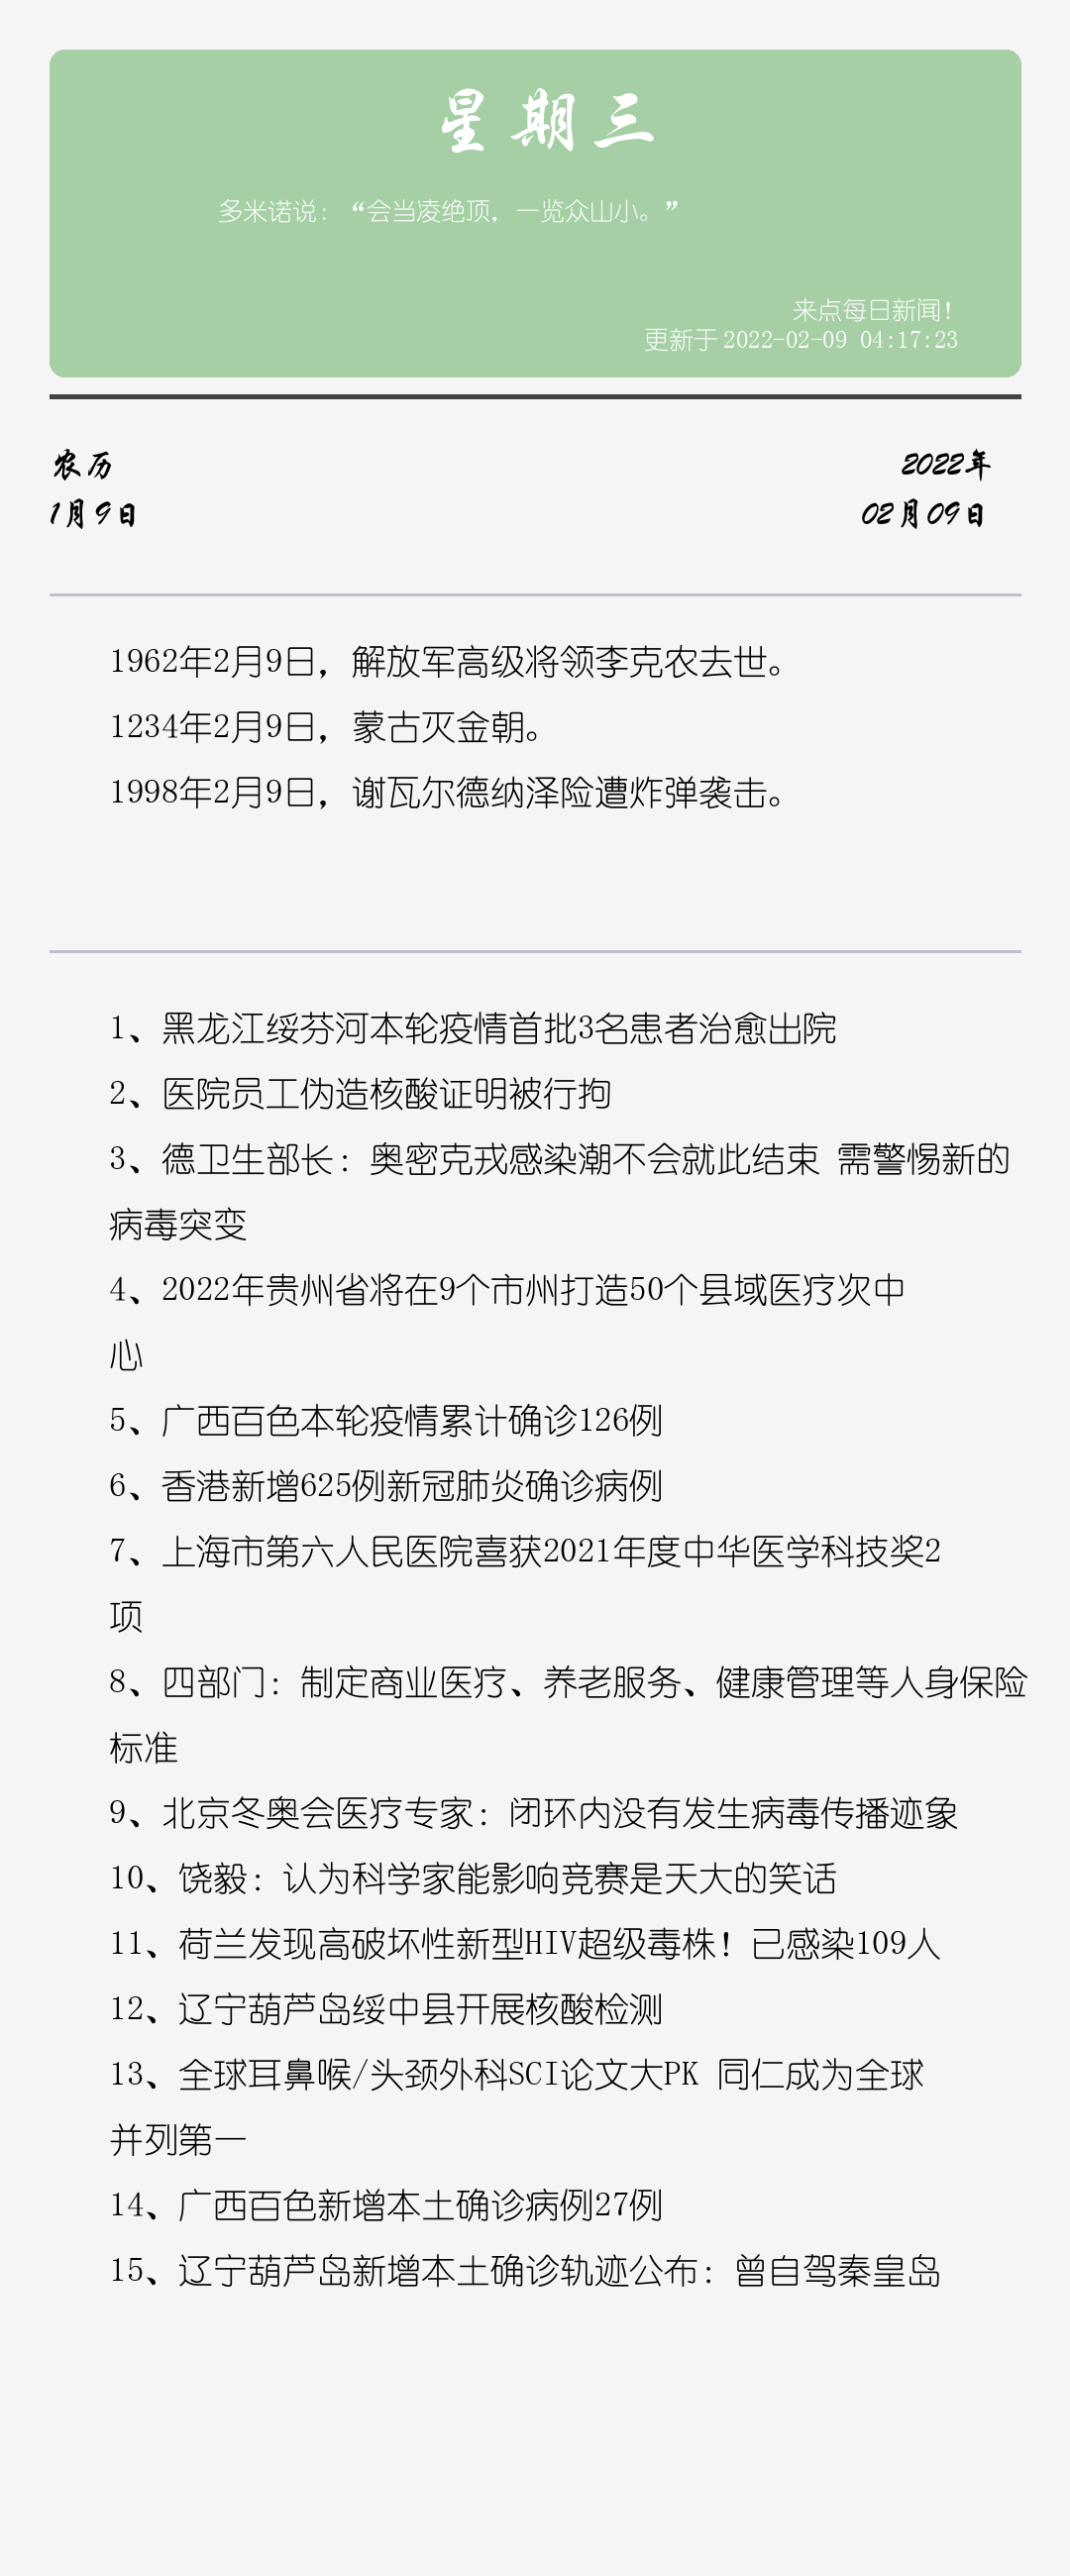 星期三
多米诺说：“会当凌绝顶，一览众山小。”
来点每日新闻！
更新于 2022-02-09 04:17:23
农历
2022年
1月9日
02月09日
1962年2月9日，解放军高级将领李克农去世。
1234年2月9日，蒙古灭金朝。
1998年2月9日，谢瓦尔德纳泽险遭炸弹袭击。
1、黑龙江绥芬河本轮疫情首批3名患者治愈出院
2、医院员工伪造核酸证明被行拘
3、德卫生部长：奥密克戎感染潮不会就此结束 需警惕新的
病毒突变
4、2022年贵州省将在9个市州打造50个县域医疗次中
心
5、广西百色本轮疫情累计确诊126例
6、香港新增625例新冠肺炎确诊病例
7、上海市第六人民医院喜获2021年度中华医学科技奖2
项
8、四部门：制定商业医疗、养老服务、健康管理等人身保险
标准
9、北京冬奥会医疗专家：闭环内没有发生病毒传播迹象
10、饶毅：认为科学家能影响竞赛是天大的笑话
11、荷兰发现高破坏性新型HIV超级毒株！已感染109人
12、辽宁葫芦岛绥中县开展核酸检测
13、全球耳鼻喉/头颈外科SCI论文大PK 同仁成为全球
并列第一
14、广西百色新增本土确诊病例27例
15、辽宁葫芦岛新增本土确诊轨迹公布：曾自驾秦皇岛